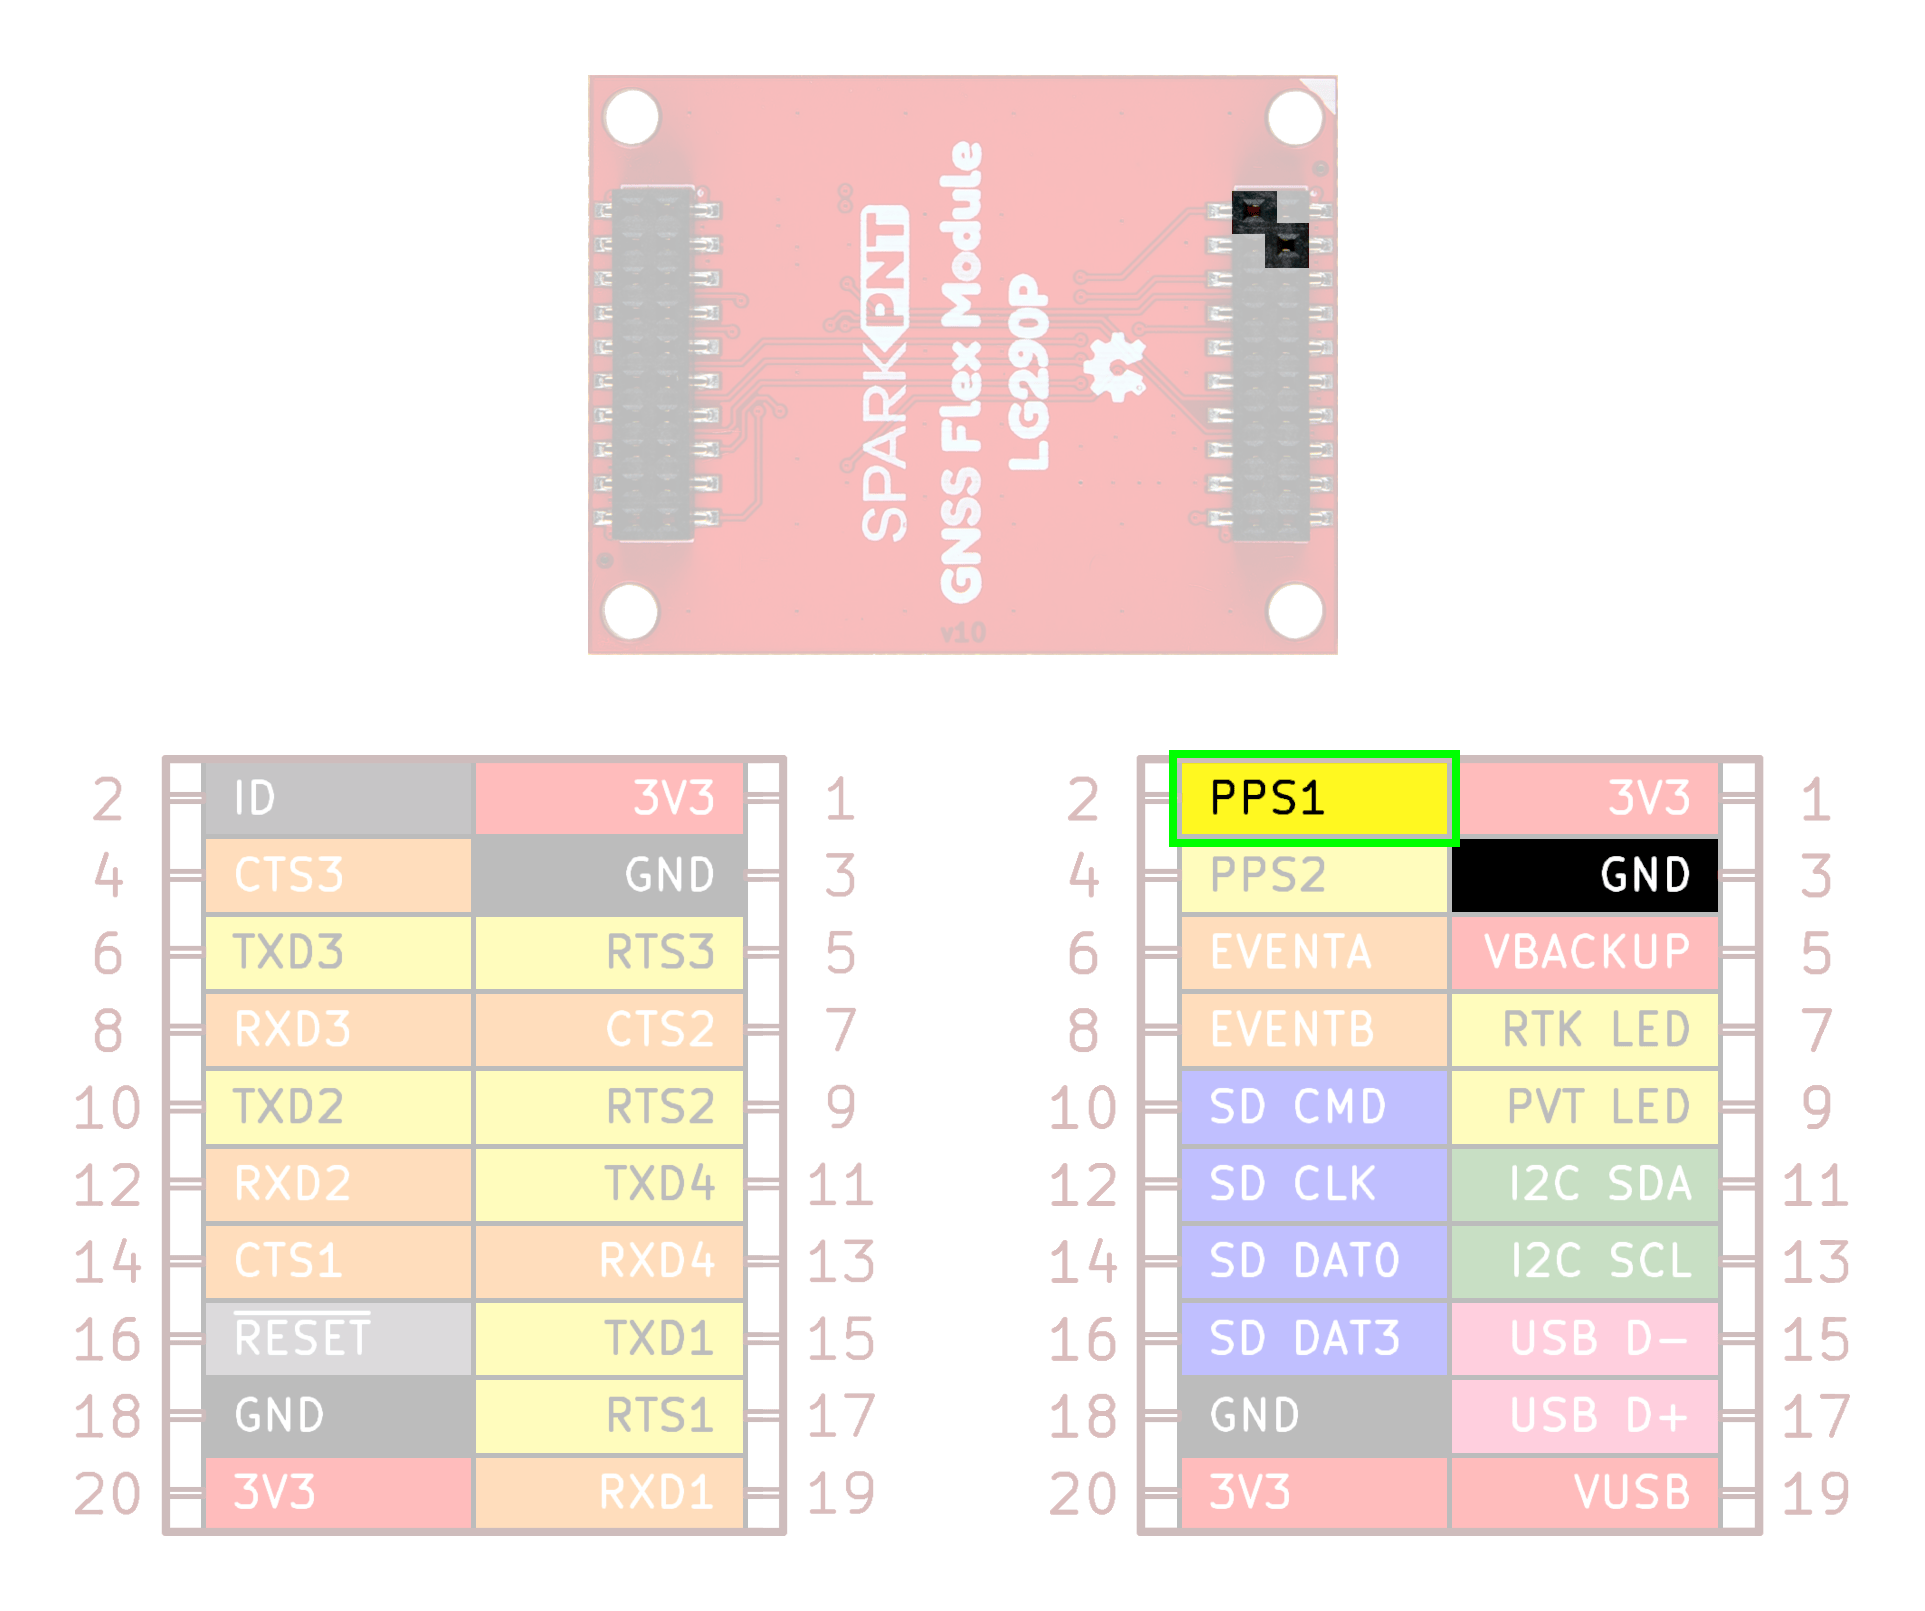 SPARKPNT
GNSS Flex Module
LG290P
v10
2 ID 3V3 1
4 CTS3 GND 3
6 TXD3 RTS3 5
8 RXD3 CTS2 7
10 TXD2 RTS2 9
12 RXD2 TXD4 11
14 CTS1 RXD4 13
16 RESET TXD1 15
18 GND RTS1 17
20 3V3 RXD1 19
2 PPS1 3V3 1
4 PPS2 GND 3
6 EVENTA VBACKUP 5
8 EVENTB RTK LED 7
10 SD CMD PVT LED 9
12 SD CLK I2C SDA 11
14 SD DAT0 I2C SCL 13
16 SD DAT3 USB D- 15
18 GND USB D+ 17
20 3V3 VUSB 19